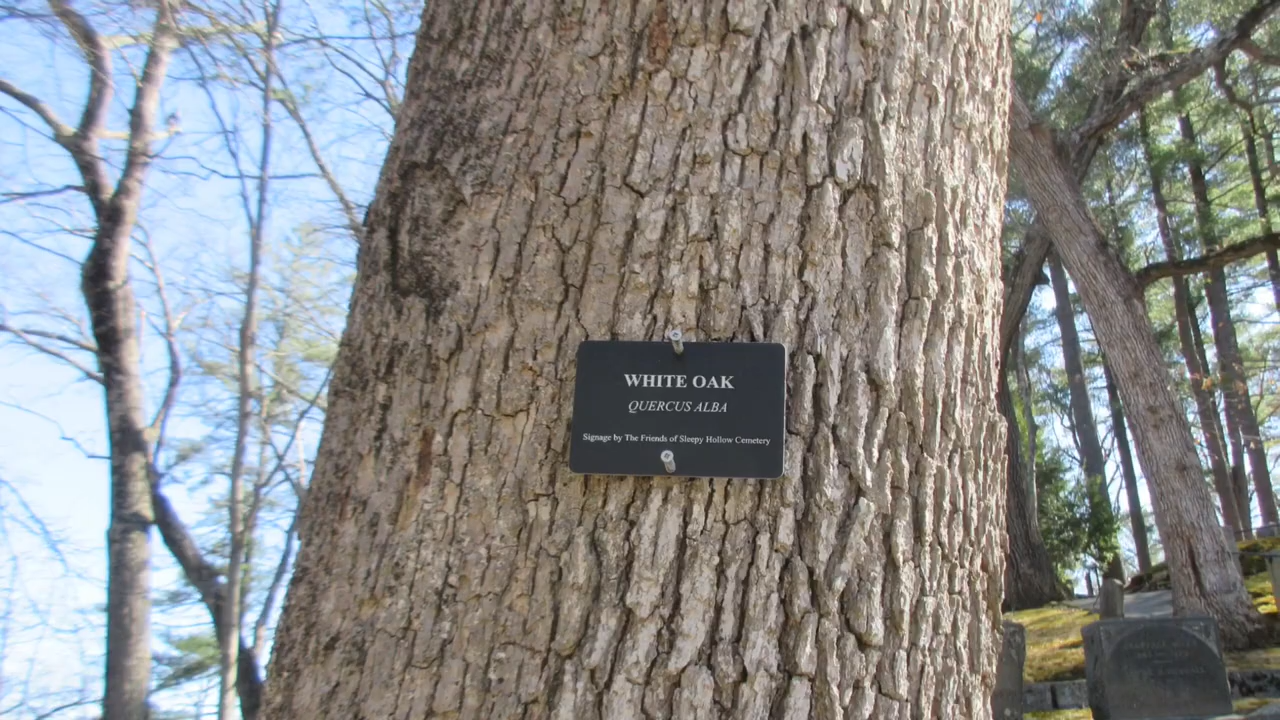 WHITE OAK
QUERCUS ALBA
Signage by The Friends of Sleepy Hollow Cemetery